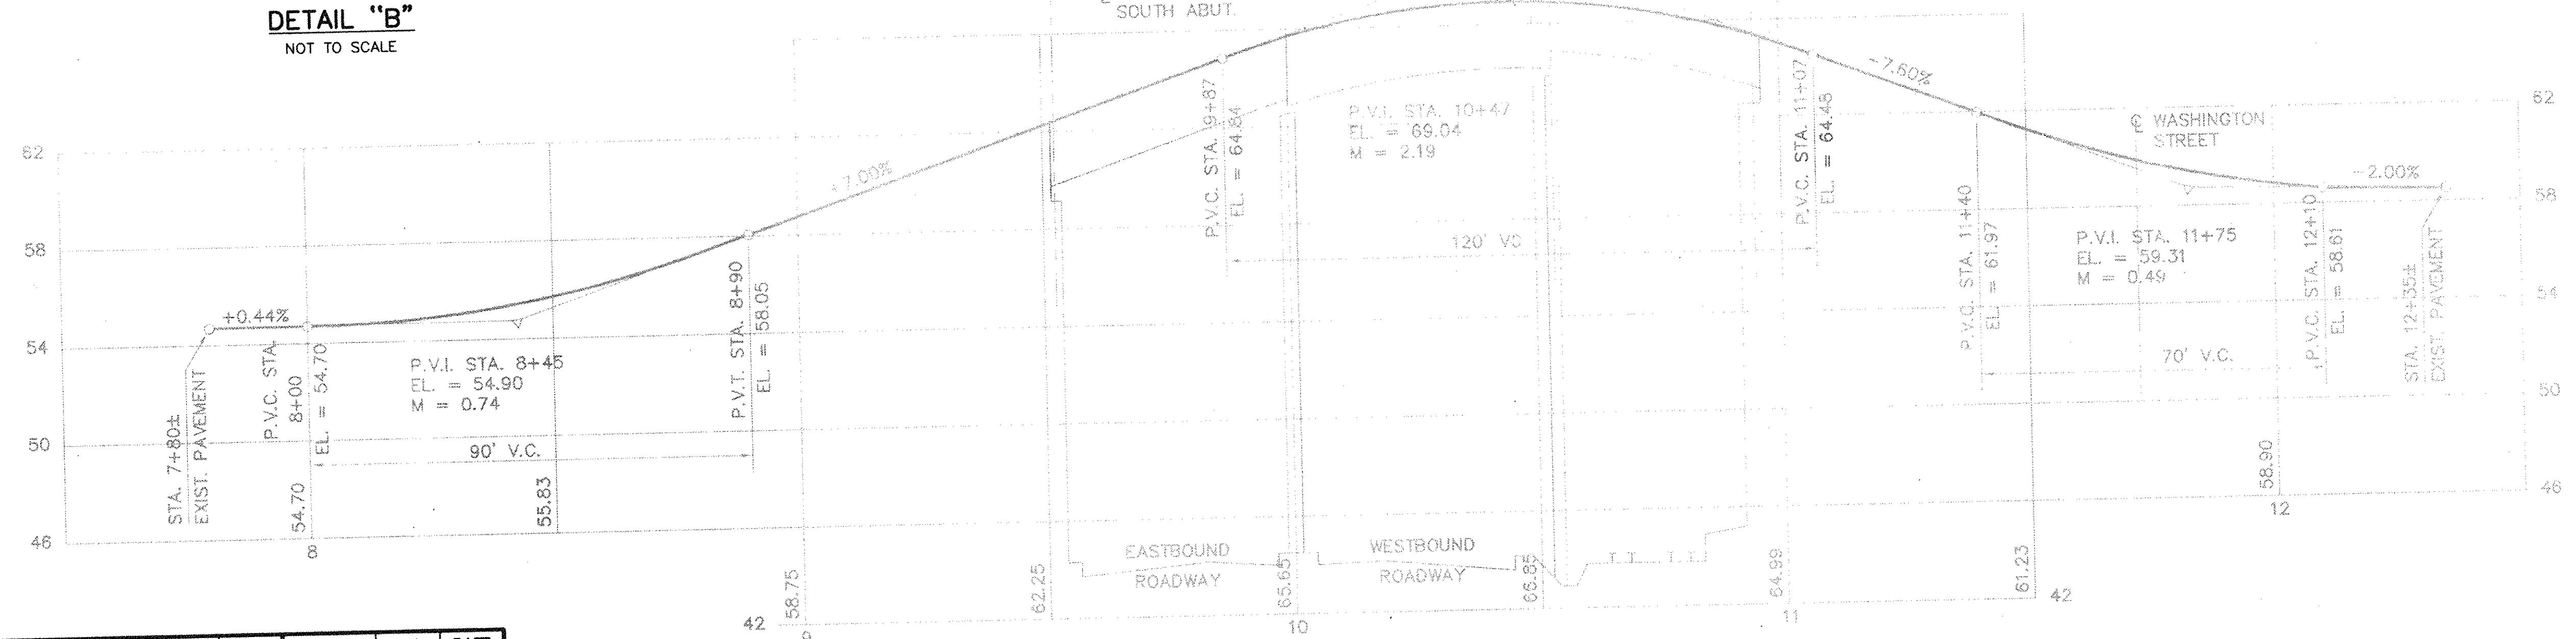 DETAIL "B"
NOT TO SCALE
SOUTH ABUT.
62
58
54
50
46
STA. 7+80±
EXIST. PAVEMENT
+0.44%
P.V.C. STA.
8+00
EL. = 54.70
54.70
8
P.V.I. STA. 8+45
EL. = 54.90
M = 0.74
90' V.C.
55.83
P.V.T. STA. 8+90
EL. = 58.05
+7.00%
42
58.75
9
62.25
P.V.C. STA. 9+87
EL. = 64.84
P.V.I. STA. 10+47
EL. = 69.04
M = 2.19
120' VC
EASTBOUND
ROADWAY
65.65
10
WESTBOUND
ROADWAY
66.85
P.V.C. STA. 11+07
EL. = 64.48
64.99
11
-7.60%
P.V.C. STA. 11+40
EL. = 61.97
61.23
42
℄ WASHINGTON
STREET
P.V.I. STA. 11+75
EL. = 59.31
M = 0.49
70' V.C.
58.90
12
P.V.C. STA. 12+10
EL. = 58.61
-2.00%
STA. 12+35±
EXIST. PAVEMENT
62
58
54
50
46